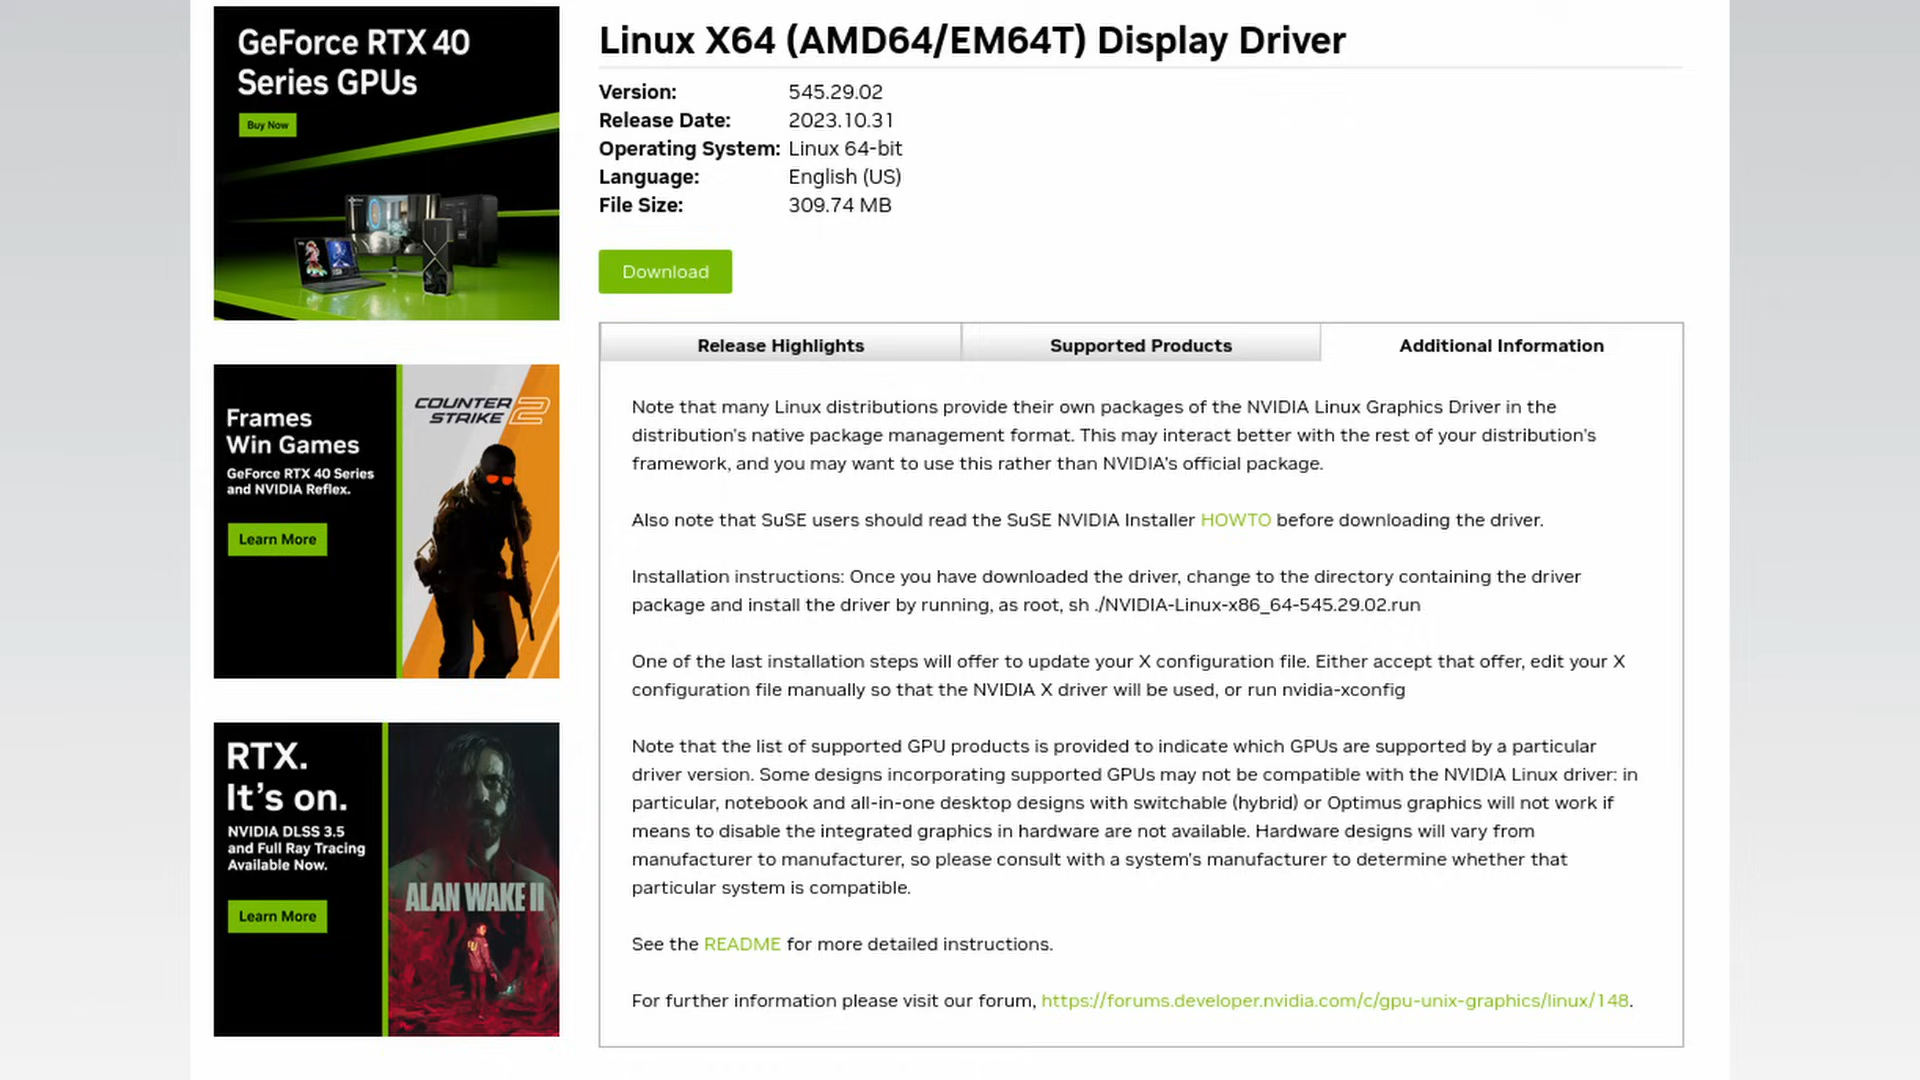 GeForce RTX 40
Series GPUs
Buy Now
Frames
Win Games
GeForce RTX 40 Series
and NVIDIA Reflex.
Learn More
COUNTER
STRIKE 2
RTX.
It's on.
NVIDIA DLSS 3.5
and Full Ray Tracing
Available Now.
Learn More
ALAN WAKE II
Linux X64 (AMD64/EM64T) Display Driver
Version: 545.29.02
Release Date: 2023.10.31
Operating System: Linux 64-bit
Language: English (US)
File Size: 309.74 MB
Download
Release Highlights Supported Products Additional Information
Note that many Linux distributions provide their own packages of the NVIDIA Linux Graphics Driver in the
distribution's native package management format. This may interact better with the rest of your distribution's
framework, and you may want to use this rather than NVIDIA's official package.
Also note that SuSE users should read the SuSE NVIDIA Installer HOWTO before downloading the driver.
Installation instructions: Once you have downloaded the driver, change to the directory containing the driver
package and install the driver by running, as root, sh ./NVIDIA-Linux-x86_64-545.29.02.run
One of the last installation steps will offer to update your X configuration file. Either accept that offer, edit your X
configuration file manually so that the NVIDIA X driver will be used, or run nvidia-xconfig
Note that the list of supported GPU products is provided to indicate which GPUs are supported by a particular
driver version. Some designs incorporating supported GPUs may not be compatible with the NVIDIA Linux driver: in
particular, notebook and all-in-one desktop designs with switchable (hybrid) or Optimus graphics will not work if
means to disable the integrated graphics in hardware are not available. Hardware designs will vary from
manufacturer to manufacturer, so please consult with a system's manufacturer to determine whether that
particular system is compatible.
See the README for more detailed instructions.
For further information please visit our forum, https://forums.developer.nvidia.com/c/gpu-unix-graphics/linux/148.